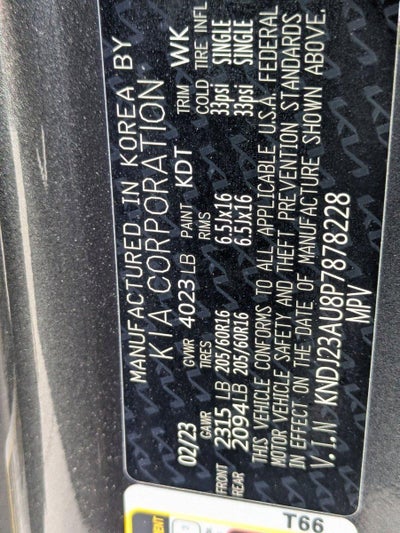 MANUFACTURED IN KOREA BY
KIA CORPORATION
02/23 GVWR 4023 LB PAINT KDT TRIM WK
GAWR TIRES RIMS COLD TIRE INFL
FRONT 2315 LB 205/60R16 6.5Jx16 33psi SINGLE
REAR 2094 LB 205/60R16 6.5Jx16 33psi SINGLE
THIS VEHICLE CONFORMS TO ALL APPLICABLE U.S.A. FEDERAL
MOTOR VEHICLE SAFETY AND THEFT PREVENTION STANDARDS
IN EFFECT ON THE DATE OF MANUFACTURE SHOWN ABOVE.
V.I.N KNDJ23AU8P7878228
MPV
T66